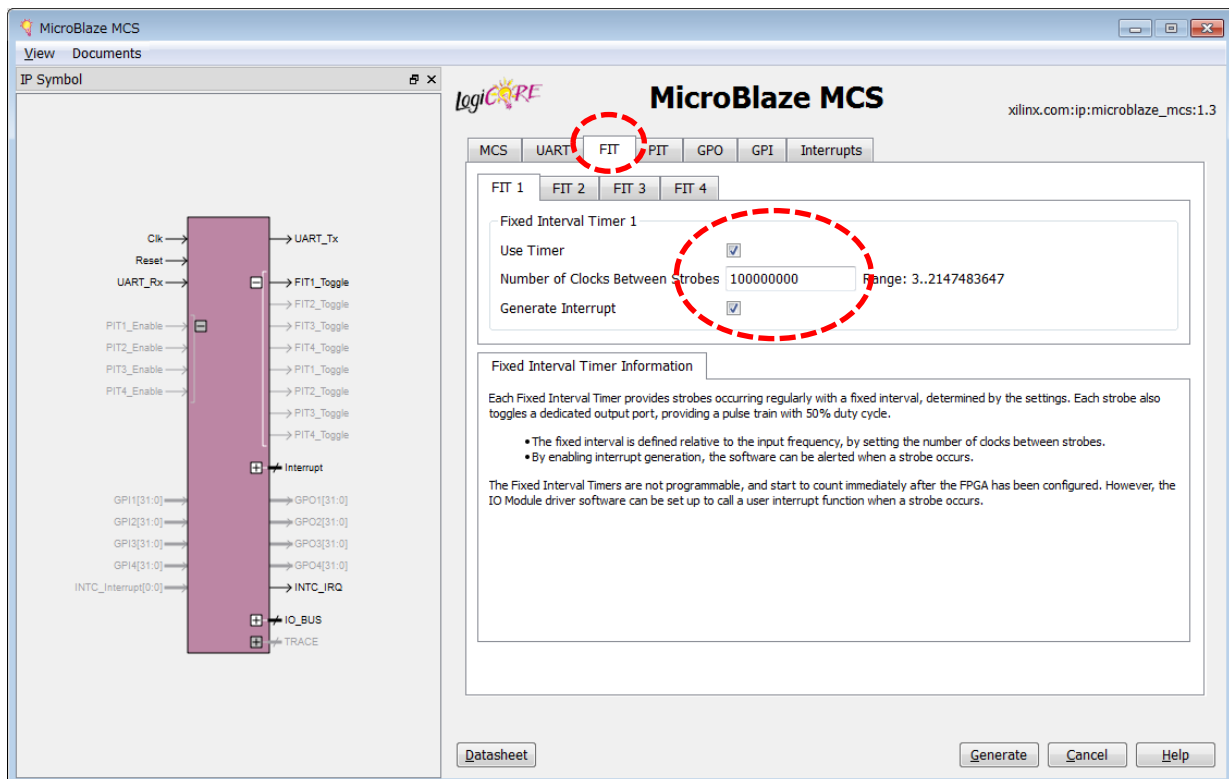 MicroBlaze MCS
View Documents
IP Symbol
Clk
Reset
UART_Rx
PIT1_Enable
PIT2_Enable
PIT3_Enable
PIT4_Enable
GPI1[31:0]
GPI2[31:0]
GPI3[31:0]
GPI4[31:0]
INTC_Interrupt[0:0]
UART_Tx
FIT1_Toggle
FIT2_Toggle
FIT3_Toggle
FIT4_Toggle
PIT1_Toggle
PIT2_Toggle
PIT3_Toggle
PIT4_Toggle
Interrupt
GPO1[31:0]
GPO2[31:0]
GPO3[31:0]
GPO4[31:0]
INTC_IRQ
IO_BUS
TRACE
LogiCORE
MicroBlaze MCS
xilinx.com:ip:microblaze_mcs:1.3
MCS UART FIT PIT GPO GPI Interrupts
FIT 1 FIT 2 FIT 3 FIT 4
Fixed Interval Timer 1
Use Timer
Number of Clocks Between Strobes 100000000 Range: 3..2147483647
Generate Interrupt
Fixed Interval Timer Information
Each Fixed Interval Timer provides strobes occurring regularly with a fixed interval, determined by the settings. Each strobe also
toggles a dedicated output port, providing a pulse train with 50% duty cycle.
•The fixed interval is defined relative to the input frequency, by setting the number of clocks between strobes.
•By enabling interrupt generation, the software can be alerted when a strobe occurs.
The Fixed Interval Timers are not programmable, and start to count immediately after the FPGA has been configured. However, the
IO Module driver software can be set up to call a user interrupt function when a strobe occurs.
Datasheet Generate Cancel Help